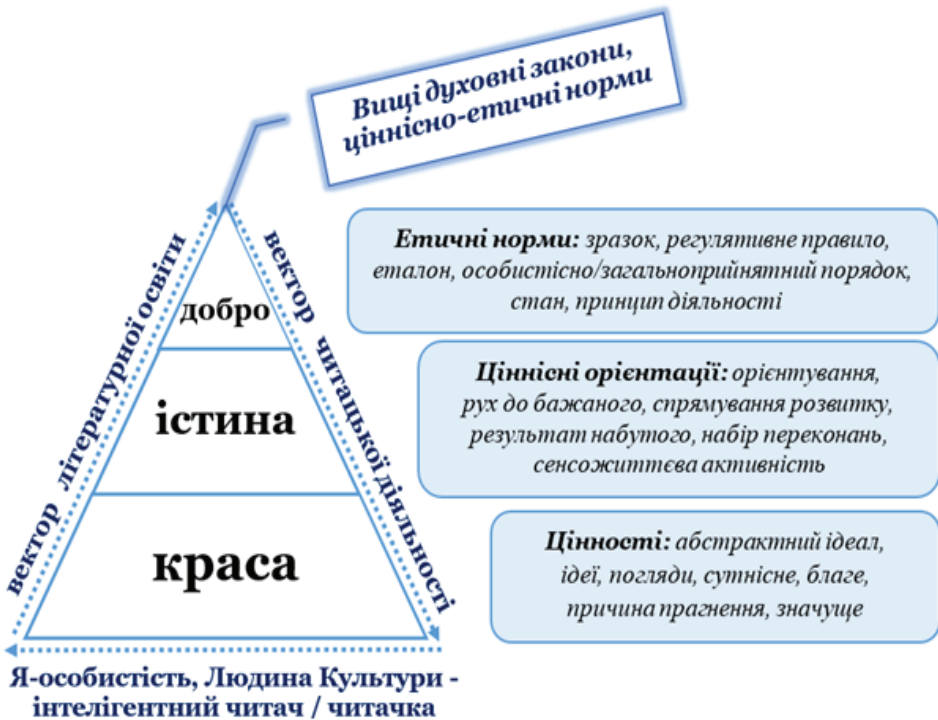 Вищі духовні закони,
ціннісно-етичні норми
вектор літературної освіти
вектор читацької діяльності
добро
істина
краса
Етичні норми: зразок, регулятивне правило,
еталон, особистісно/загальноприйнятний порядок,
стан, принцип діяльності
Ціннісні орієнтації: орієнтування,
рух до бажаного, спрямування розвитку,
результат набутого, набір переконань,
сенсожиттєва активність
Цінності: абстрактний ідеал,
ідеї, погляди, сутнісне, благе,
причина прагнення, значуще
Я-особистість, Людина Культури -
інтелігентний читач / читачка